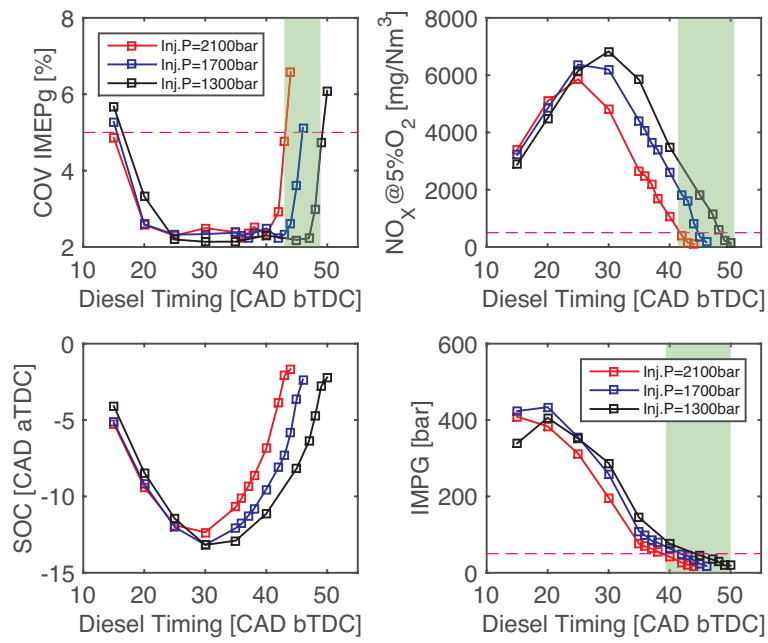 COV IMEPg [%]
8
6
4
2
Inj.P=2100bar
Inj.P=1700bar
Inj.P=1300bar
10 20 30 40 50
Diesel Timing [CAD bTDC]
NOX @5%O2 [mg/Nm3]
8000
6000
4000
2000
0
10 20 30 40 50
Diesel Timing [CAD bTDC]
SOC [CAD aTDC]
0
-5
-10
-15
10 20 30 40 50
Diesel Timing [CAD bTDC]
IMPG [bar]
600
400
200
0
Inj.P=2100bar
Inj.P=1700bar
Inj.P=1300bar
10 20 30 40 50
Diesel Timing [CAD bTDC]